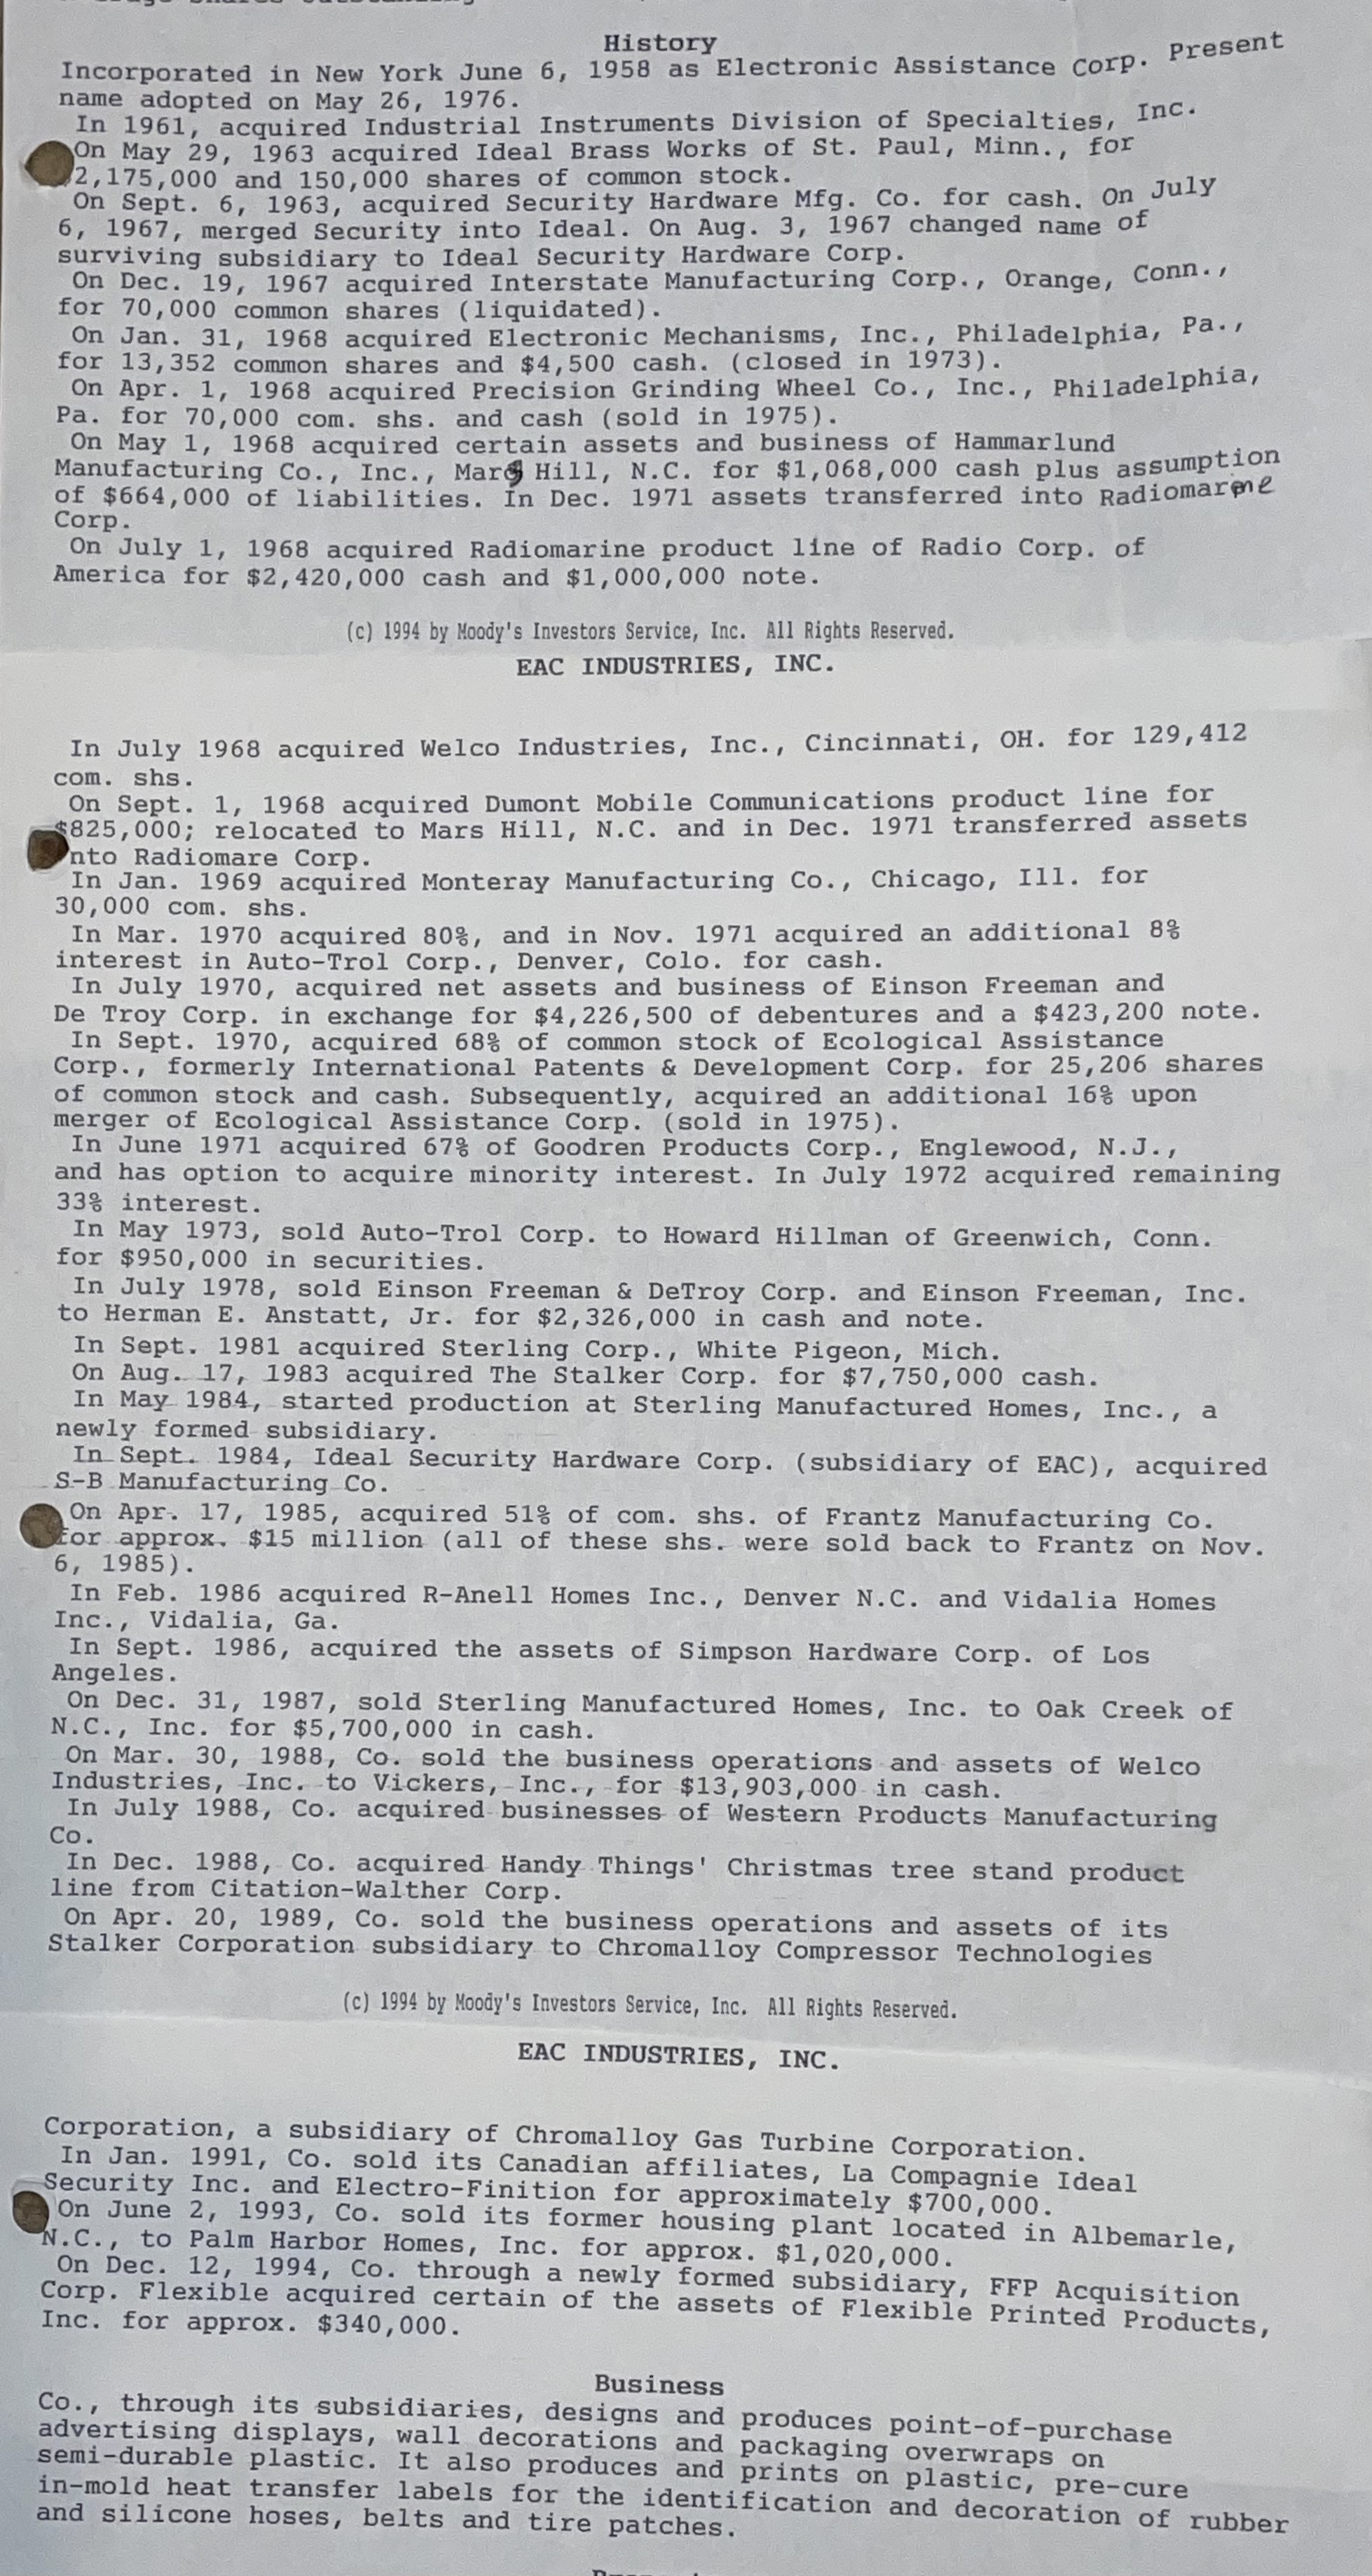 History
Incorporated in New York June 6, 1958 as Electronic Assistance Corp. Present
name adopted on May 26, 1976.
In 1961, acquired Industrial Instruments Division of Specialties, Inc.
On May 29, 1963 acquired Ideal Brass Works of St. Paul, Minn., for
2,175,000 and 150,000 shares of common stock.
On Sept. 6, 1963, acquired Security Hardware Mfg. Co. for cash. On July
6, 1967, merged Security into Ideal. On Aug. 3, 1967 changed name of
surviving subsidiary to Ideal Security Hardware Corp.
On Dec. 19, 1967 acquired Interstate Manufacturing Corp., Orange, Conn.,
for 70,000 common shares (liquidated).
On Jan. 31, 1968 acquired Electronic Mechanisms, Inc., Philadelphia, Pa.,
for 13,352 common shares and $4,500 cash. (closed in 1973).
On Apr. 1, 1968 acquired Precision Grinding Wheel Co., Inc., Philadelphia,
Pa. for 70,000 com. shs. and cash (sold in 1975).
On May 1, 1968 acquired certain assets and business of Hammarlund
Manufacturing Co., Inc., Mars Hill, N.C. for $1,068,000 cash plus assumption
of $664,000 of liabilities. In Dec. 1971 assets transferred into Radiomarine
Corp.
On July 1, 1968 acquired Radiomarine product line of Radio Corp. of
America for $2,420,000 cash and $1,000,000 note.
(c) 1994 by Moody's Investors Service, Inc. All Rights Reserved.
EAC INDUSTRIES, INC.
In July 1968 acquired Welco Industries, Inc., Cincinnati, OH. for 129,412
com. shs.
On Sept. 1, 1968 acquired Dumont Mobile Communications product line for
$825,000; relocated to Mars Hill, N.C. and in Dec. 1971 transferred assets
nto Radiomare Corp.
In Jan. 1969 acquired Monteray Manufacturing Co., Chicago, Ill. for
30,000 com. shs.
In Mar. 1970 acquired 80%, and in Nov. 1971 acquired an additional 8%
interest in Auto-Trol Corp., Denver, Colo. for cash.
In July 1970, acquired net assets and business of Einson Freeman and
De Troy Corp. in exchange for $4,226,500 of debentures and a $423,200 note.
In Sept. 1970, acquired 68% of common stock of Ecological Assistance
Corp., formerly International Patents & Development Corp. for 25,206 shares
of common stock and cash. Subsequently, acquired an additional 16% upon
merger of Ecological Assistance Corp. (sold in 1975).
In June 1971 acquired 67% of Goodren Products Corp., Englewood, N.J.,
and has option to acquire minority interest. In July 1972 acquired remaining
33% interest.
In May 1973, sold Auto-Trol Corp. to Howard Hillman of Greenwich, Conn.
for $950,000 in securities.
In July 1978, sold Einson Freeman & DeTroy Corp. and Einson Freeman, Inc.
to Herman E. Anstatt, Jr. for $2,326,000 in cash and note.
In Sept. 1981 acquired Sterling Corp., White Pigeon, Mich.
On Aug. 17, 1983 acquired The Stalker Corp. for $7,750,000 cash.
In May 1984, started production at Sterling Manufactured Homes, Inc., a
newly formed subsidiary.
In Sept. 1984, Ideal Security Hardware Corp. (subsidiary of EAC), acquired
S-B Manufacturing Co.
On Apr. 17, 1985, acquired 51% of com. shs. of Frantz Manufacturing Co.
for approx. $15 million (all of these shs. were sold back to Frantz on Nov.
6, 1985).
In Feb. 1986 acquired R-Anell Homes Inc., Denver N.C. and Vidalia Homes
Inc., Vidalia, Ga.
In Sept. 1986, acquired the assets of Simpson Hardware Corp. of Los
Angeles.
On Dec. 31, 1987, sold Sterling Manufactured Homes, Inc. to Oak Creek of
N.C., Inc. for $5,700,000 in cash.
On Mar. 30, 1988, Co. sold the business operations and assets of Welco
Industries, Inc. to Vickers, Inc., for $13,903,000 in cash.
In July 1988, Co. acquired businesses of Western Products Manufacturing
Co.
In Dec. 1988, Co. acquired Handy Things' Christmas tree stand product
line from Citation-Walther Corp.
On Apr. 20, 1989, Co. sold the business operations and assets of its
Stalker Corporation subsidiary to Chromalloy Compressor Technologies
(c) 1994 by Moody's Investors Service, Inc. All Rights Reserved.
EAC INDUSTRIES, INC.
Corporation, a subsidiary of Chromalloy Gas Turbine Corporation.
In Jan. 1991, Co. sold its Canadian affiliates, La Compagnie Ideal
Security Inc. and Electro-Finition for approximately $700,000.
On June 2, 1993, Co. sold its former housing plant located in Albemarle,
N.C., to Palm Harbor Homes, Inc. for approx. $1,020,000.
On Dec. 12, 1994, Co. through a newly formed subsidiary, FFP Acquisition
Corp. Flexible acquired certain of the assets of Flexible Printed Products,
Inc. for approx. $340,000.
Business
Co., through its subsidiaries, designs and produces point-of-purchase
advertising displays, wall decorations and packaging overwraps on
semi-durable plastic. It also produces and prints on plastic, pre-cure
in-mold heat transfer labels for the identification and decoration of rubber
and silicone hoses, belts and tire patches.